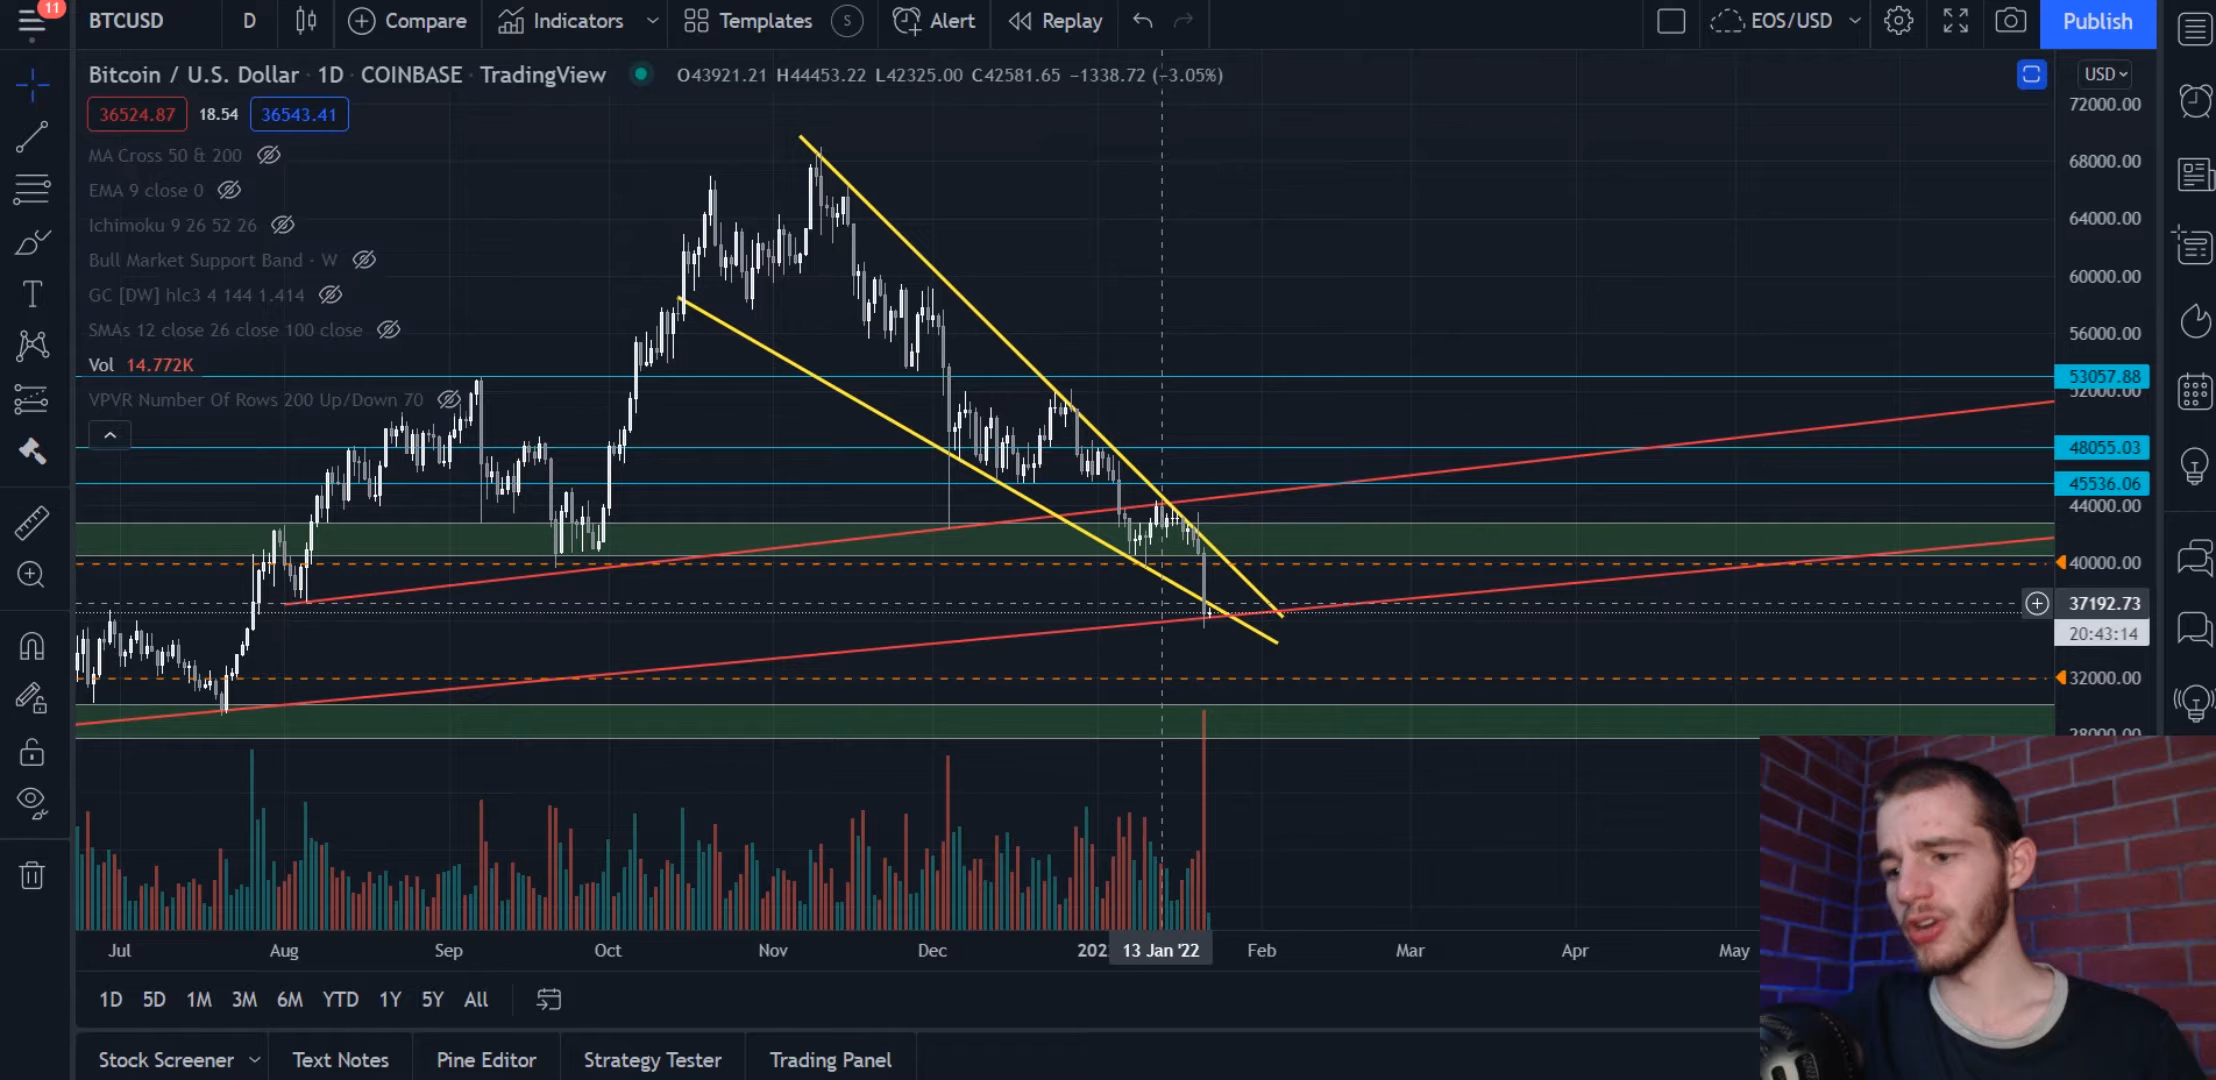 11
BTCUSD D Compare Indicators Templates S Alert Replay EOS/USD Publish
Bitcoin / U.S. Dollar · 1D · COINBASE · TradingView O43921.21 H44453.22 L42325.00 C42581.65 −1338.72 (−3.05%)
USD
36524.87 18.54 36543.41
MA Cross 50 & 200
EMA 9 close 0
Ichimoku 9 26 52 26
Bull Market Support Band · W
GC [DW] hlc3 4 144 1.414
SMAs 12 close 26 close 100 close
Vol 14.772K
VPVR Number Of Rows 200 Up/Down 70
72000.00
68000.00
64000.00
60000.00
56000.00
53057.88
52000.00
48055.03
45536.06
44000.00
40000.00
37192.73
20:43:14
32000.00
28000.00
Jul Aug Sep Oct Nov Dec 202 13 Jan '22 Feb Mar Apr May
1D 5D 1M 3M 6M YTD 1Y 5Y All
Stock Screener Text Notes Pine Editor Strategy Tester Trading Panel